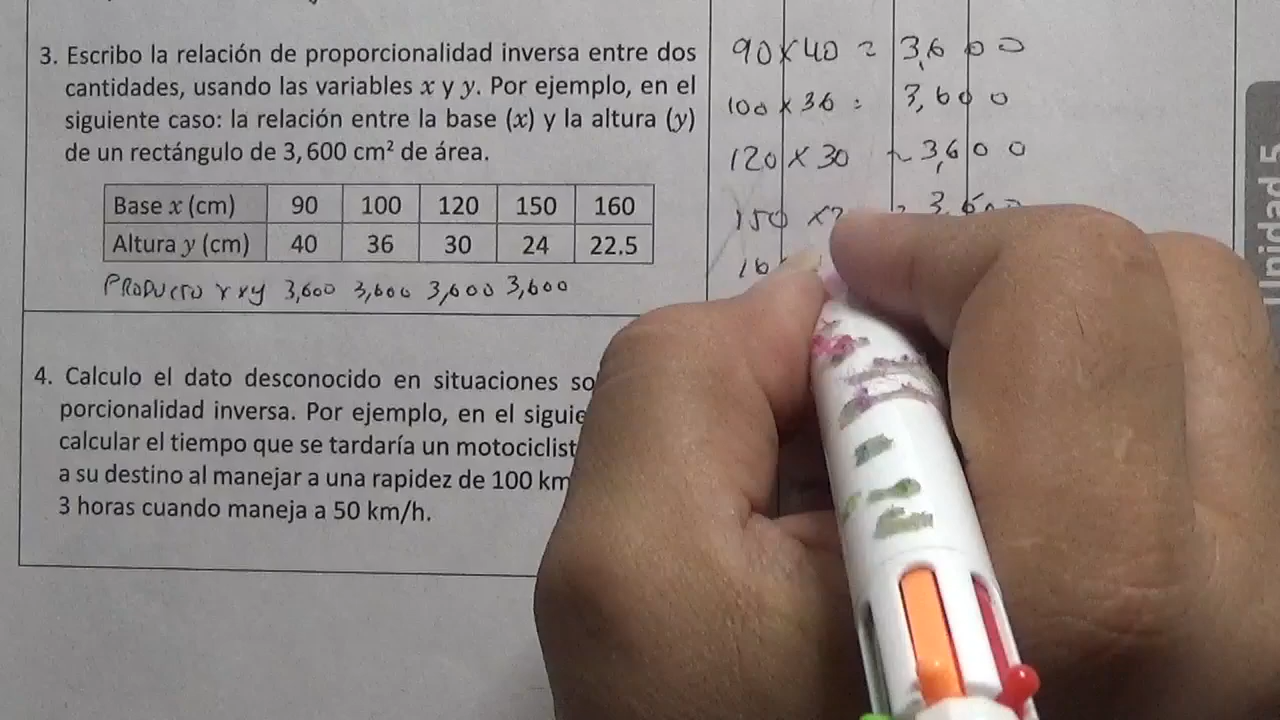 3. Escribo la relación de proporcionalidad inversa entre dos
cantidades, usando las variables x y y. Por ejemplo, en el
siguiente caso: la relación entre la base (x) y la altura (y)
de un rectángulo de 3,600 cm² de área.
Base x (cm) 90 100 120 150 160
Altura y (cm) 40 36 30 24 22.5
PRODUCTO x x y 3,600 3,600 3,600 3,600
4. Calculo el dato desconocido en situaciones so
porcionalidad inversa. Por ejemplo, en el siguie
calcular el tiempo que se tardaría un motociclist
a su destino al manejar a una rapidez de 100 km
3 horas cuando maneja a 50 km/h.
90 x 40 = 3,600
100 x 36 = 3,600
120 x 30 = 3,600
150 x2 = 3,600
16
Unidad 5